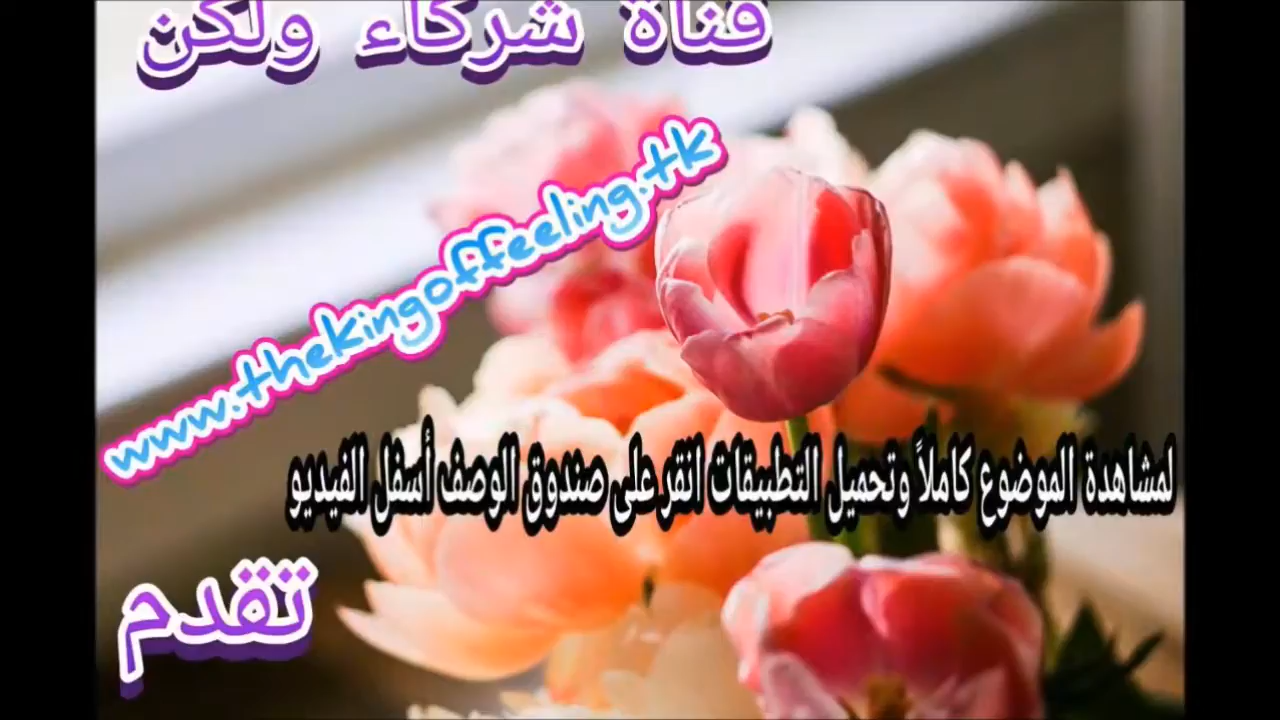 قناة شركاء ولكن
www.thekingoffeeling.tk
لمشاهدة الموضوع كاملاً وتحميل التطبيقات انقر على صندوق الوصف أسفل الفيديو
تقدم